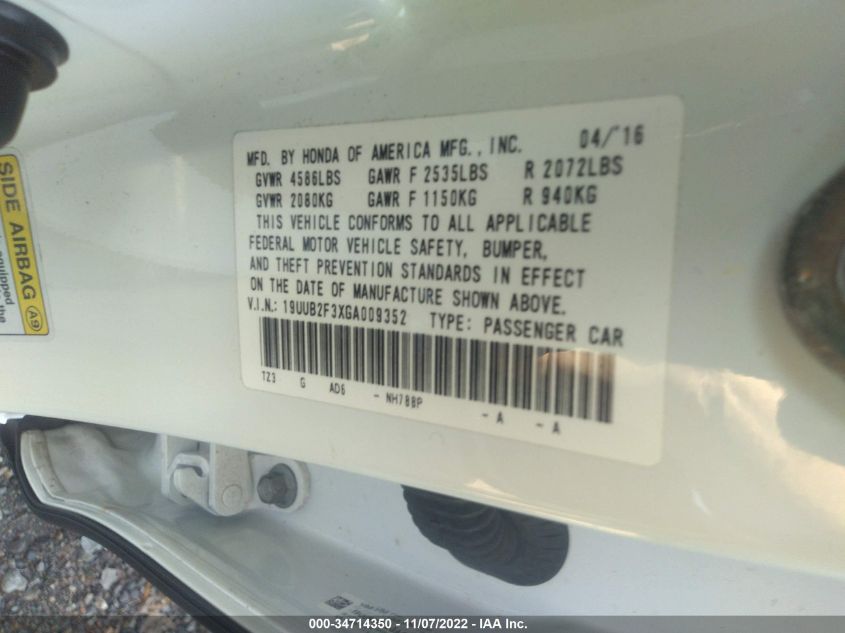 MFD. BY HONDA OF AMERICA MFG., INC. 04/'16
GVWR 4586LBS GAWR F 2535LBS R 2072LBS
GVWR 2080KG GAWR F 1150KG R 940KG
THIS VEHICLE CONFORMS TO ALL APPLICABLE
FEDERAL MOTOR VEHICLE SAFETY, BUMPER,
AND THEFT PREVENTION STANDARDS IN EFFECT
ON THE DATE OF MANUFACTURE SHOWN ABOVE.
V.I.N.: 19UUB2F3XGA009352 TYPE: PASSENGER CAR
TZ3 G AD6 - NH788P - A - A
SIDE AIRBAG A9
equipped
the
000-34714350 - 11/07/2022 - IAA Inc.